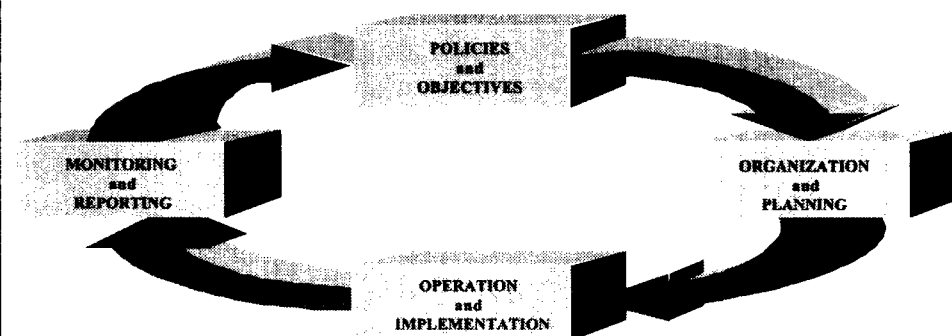 POLICIES
and
OBJECTIVES
MONITORING
and
REPORTING
ORGANIZATION
and
PLANNING
OPERATION
and
IMPLEMENTATION